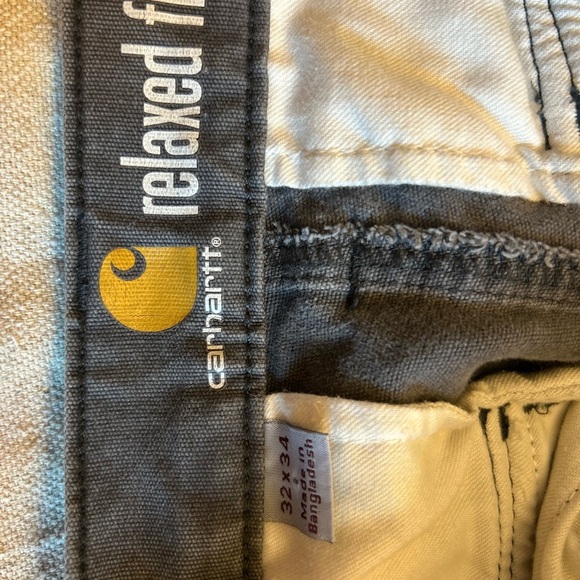 relaxed fi
carhartt®
32 x 34
Made in
Bangladesh